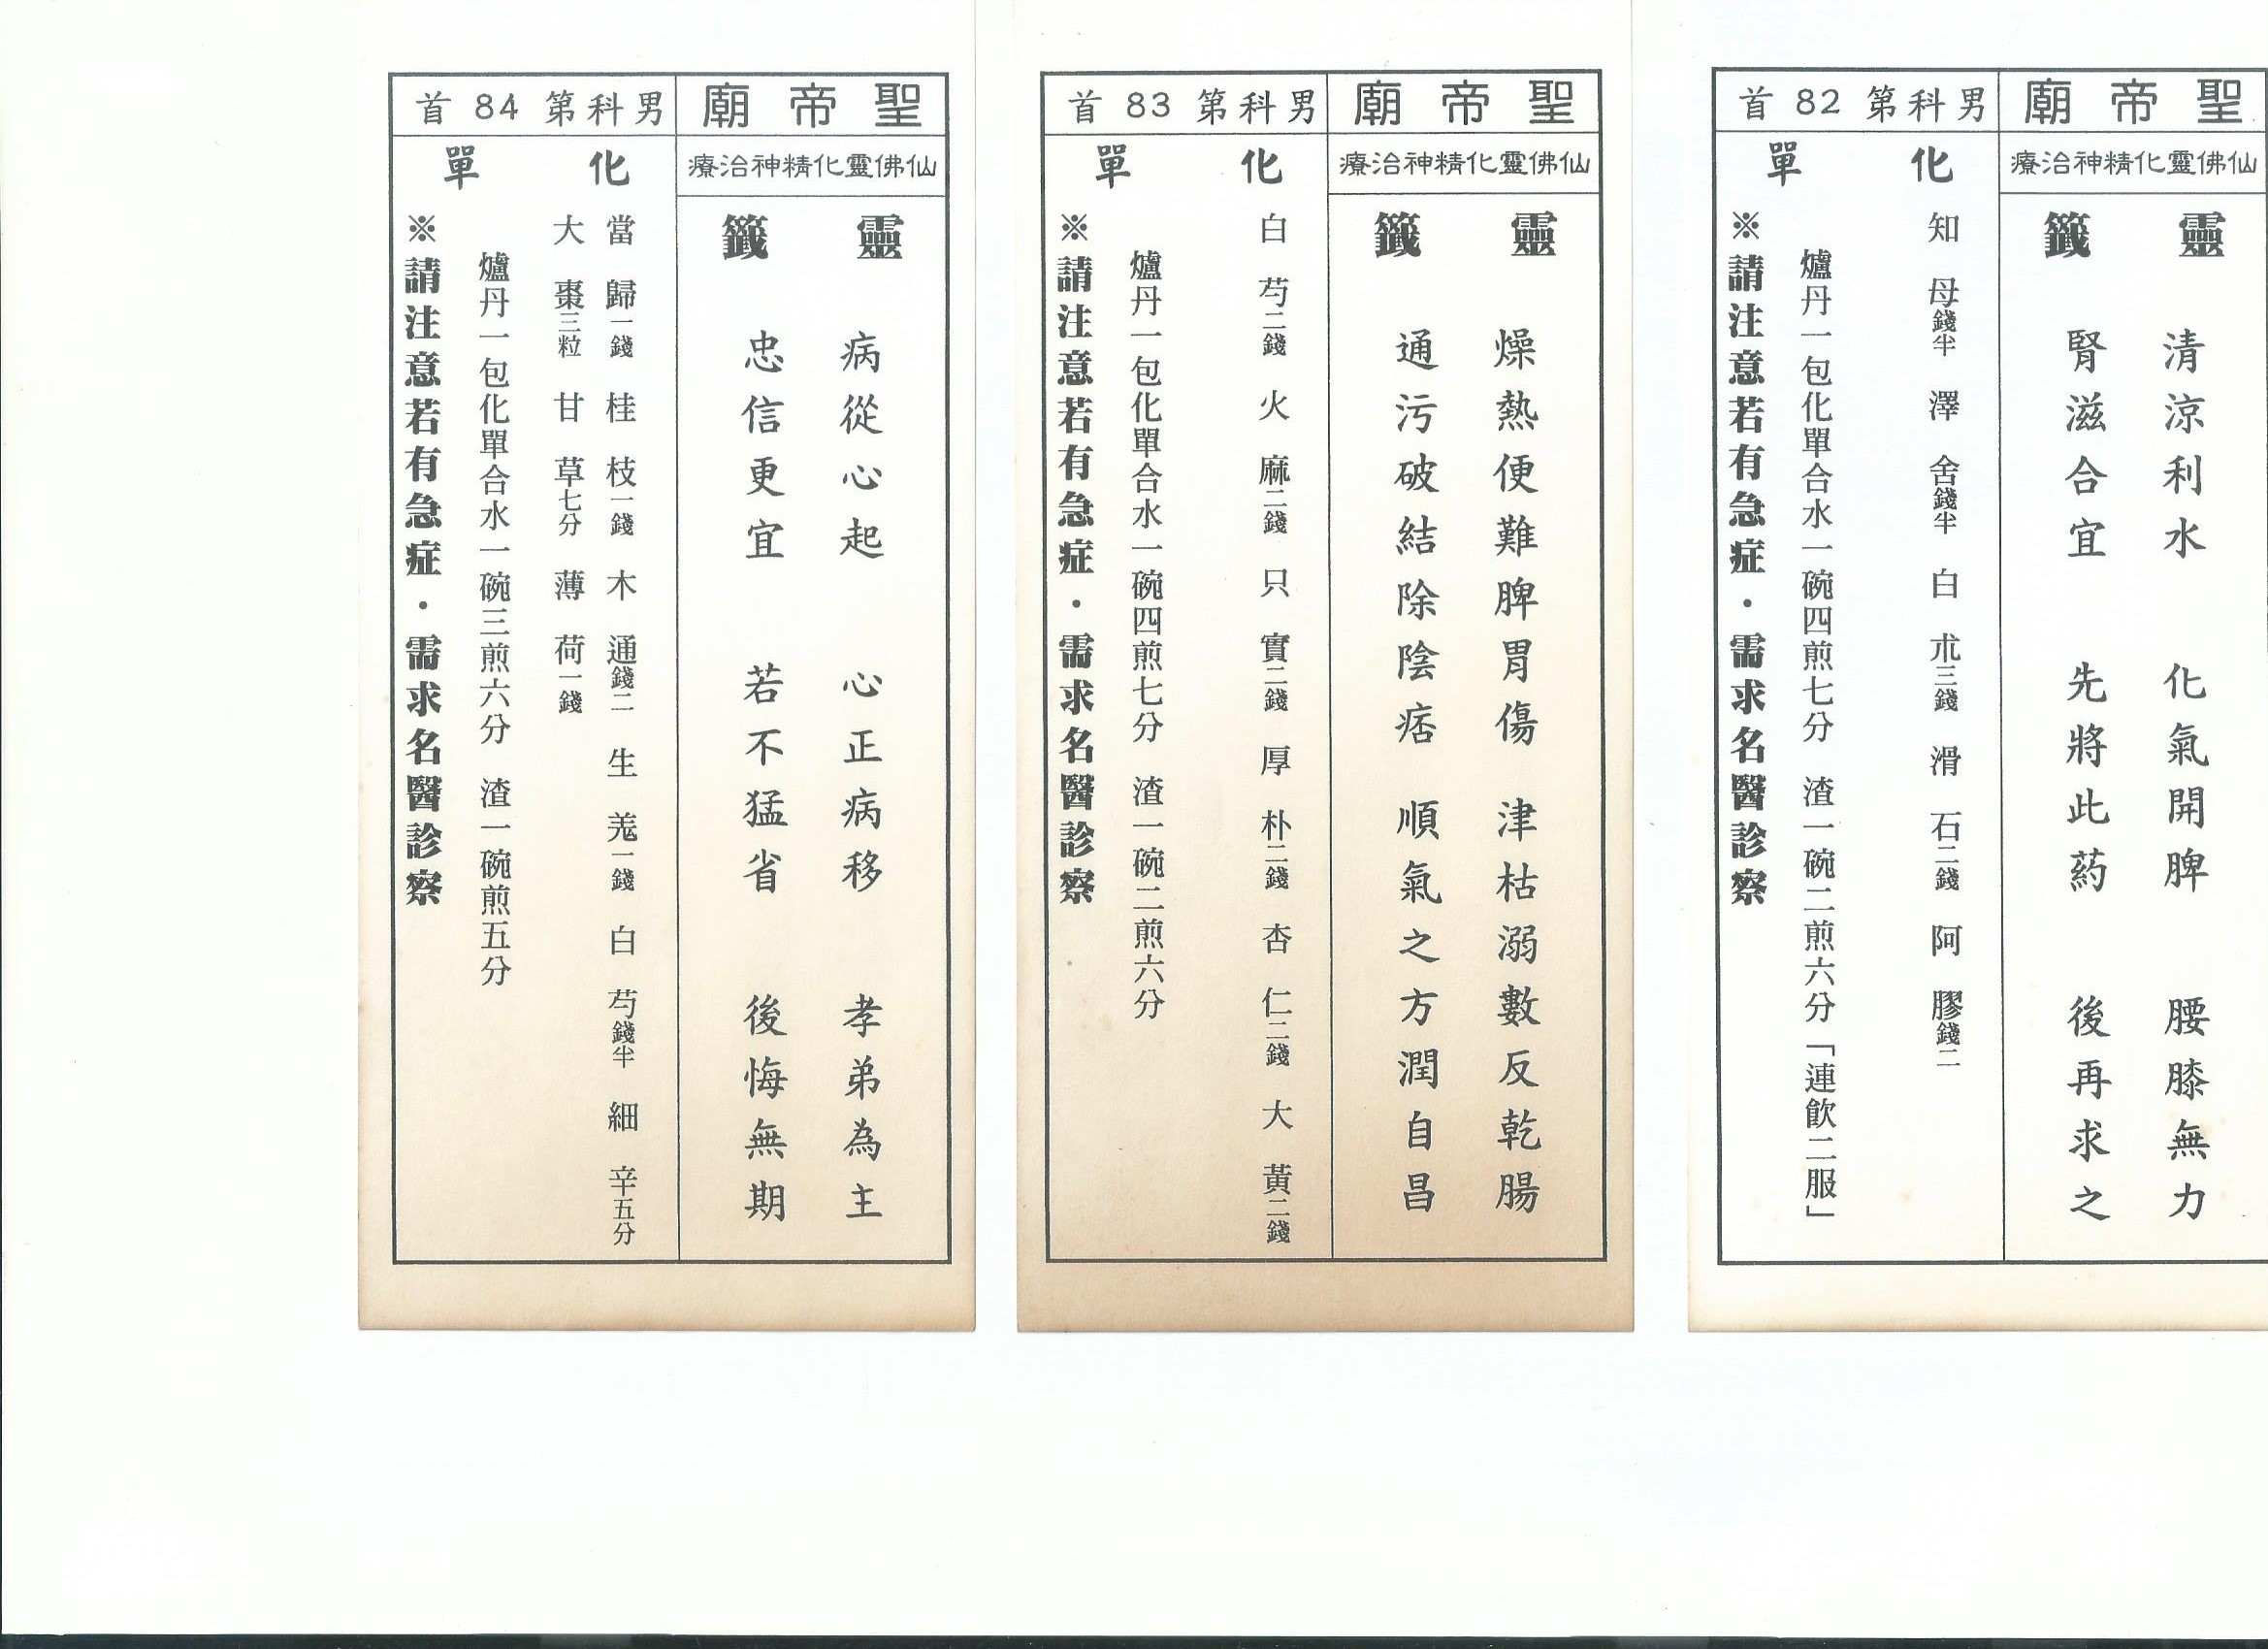 聖帝廟
男科第82首
仙佛靈化精神治療
靈籤
清涼利水　化氣開脾　腰膝無力
腎滋合宜　先將此葯　後再求之
化單
知母錢半　澤舍錢半　白朮三錢　滑石二錢　阿膠錢二
爐丹一包化單合水一碗四煎七分　渣一碗二煎六分「連飲二服」
※請注意若有急症・需求名醫診察
聖帝廟
男科第83首
仙佛靈化精神治療
靈籤
燥熱便難脾胃傷　津枯溺數反乾腸
通污破結除陰痞　順氣之方潤自昌
化單
白芍二錢　火麻二錢　只實二錢　厚朴二錢　杏仁二錢　大黃二錢
爐丹一包化單合水一碗四煎七分　渣一碗二煎六分
※請注意若有急症・需求名醫診察
聖帝廟
男科第84首
仙佛靈化精神治療
靈籤
病從心起　心正病移　孝弟為主
忠信更宜　若不猛省　後悔無期
化單
當歸一錢　桂枝一錢　木通錢二　生羗一錢　白芍錢半　細辛五分
大棗三粒　甘草七分　薄荷一錢
爐丹一包化單合水一碗三煎六分　渣一碗煎五分
※請注意若有急症・需求名醫診察